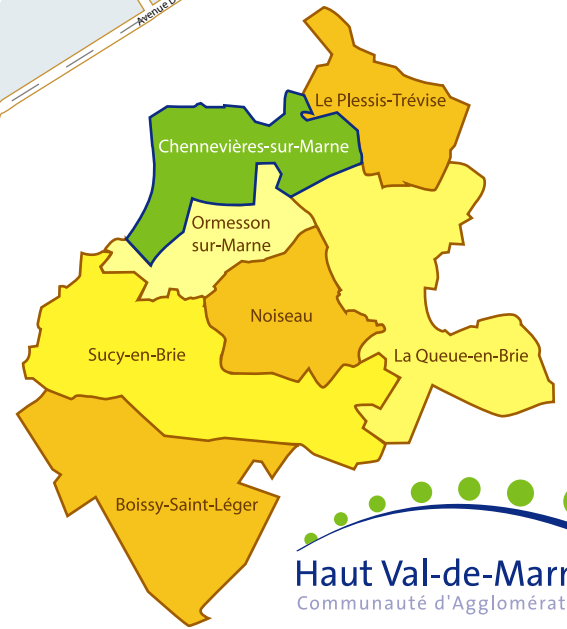 Avenue D
Le Plessis-Trévise
Chennevières-sur-Marne
Ormesson
sur-Marne
Noiseau
Sucy-en-Brie
La Queue-en-Brie
Boissy-Saint-Léger
Haut Val-de-Marn
Communauté d'Agglomérat